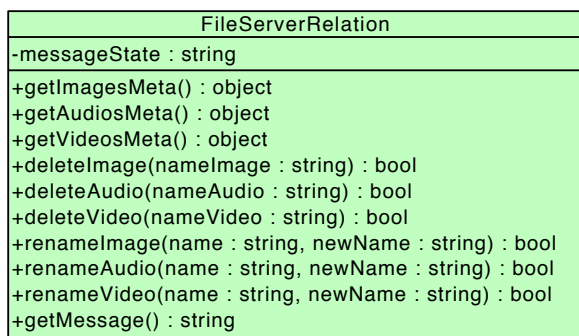 FileServerRelation
-messageState : string
+getImagesMeta() : object
+getAudiosMeta() : object
+getVideosMeta() : object
+deleteImage(nameImage : string) : bool
+deleteAudio(nameAudio : string) : bool
+deleteVideo(nameVideo : string) : bool
+renameImage(name : string, newName : string) : bool
+renameAudio(name : string, newName : string) : bool
+renameVideo(name : string, newName : string) : bool
+getMessage() : string